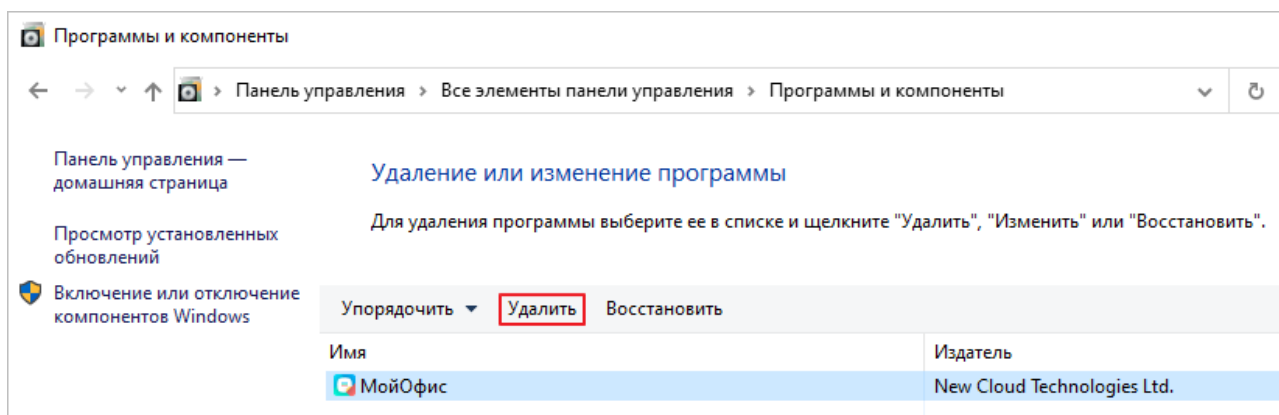 Программы и компоненты
Панель управления › Все элементы панели управления › Программы и компоненты
Панель управления —
домашняя страница
Просмотр установленных
обновлений
Включение или отключение
компонентов Windows
Удаление или изменение программы
Для удаления программы выберите ее в списке и щелкните "Удалить", "Изменить" или "Восстановить".
Упорядочить Удалить Восстановить
Имя Издатель
МойОфис New Cloud Technologies Ltd.